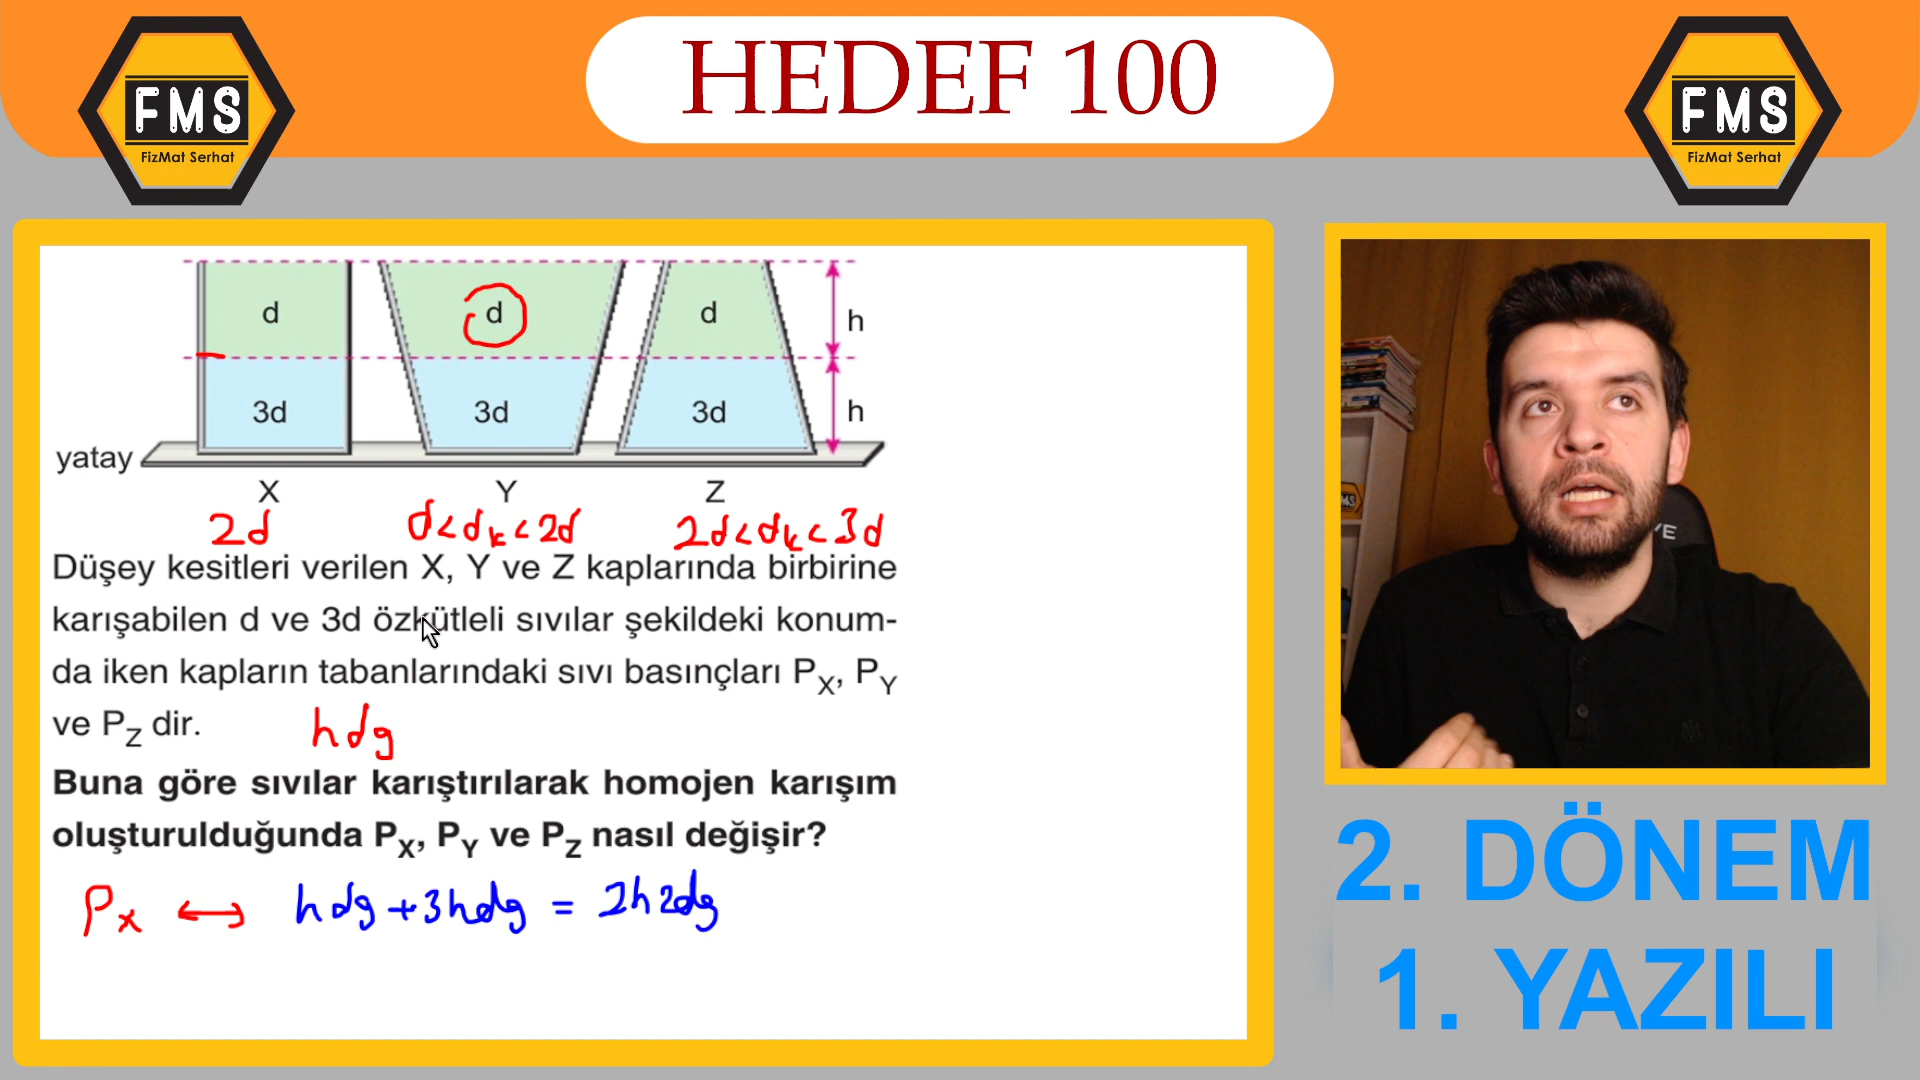 HEDEF 100
FMS
FizMat Serhat
FMS
FizMat Serhat
d
d
d
h
3d
3d
3d
h
yatay
X
Y
Z
2d
d<dk<2d
2d<dk<3d
Düşey kesitleri verilen X, Y ve Z kaplarında birbirine
karışabilen d ve 3d özkütleli sıvılar şekildeki konum-
da iken kapların tabanlarındaki sıvı basınçları PX, PY
ve PZ dir.
hdg
Buna göre sıvılar karıştırılarak homojen karışım
oluşturulduğunda PX, PY ve PZ nasıl değişir?
Px ↔ hdg+3hdg = 2h2dg
2. DÖNEM
1. YAZILI